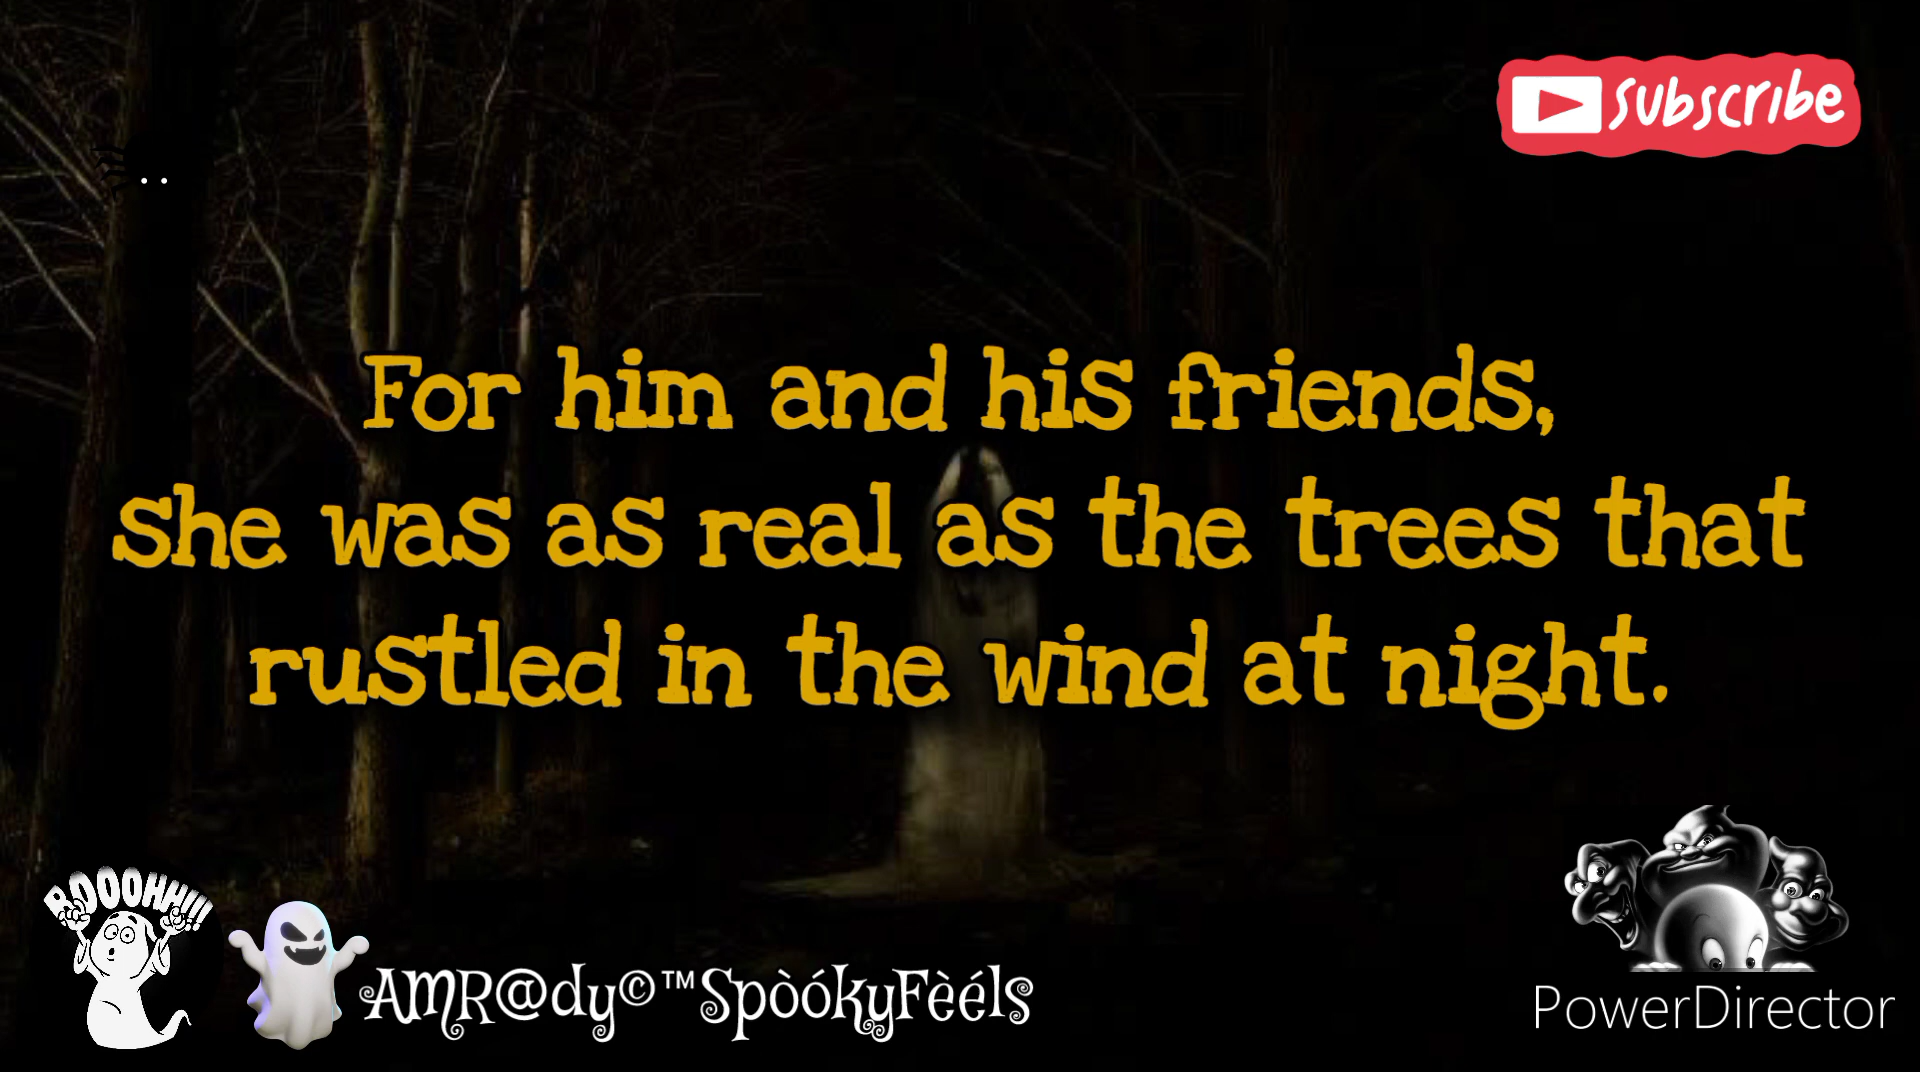 subscribe
For him and his friends,
she was as real as the trees that
rustled in the wind at night.
BOOOHH!!!
AMR@dy©™SpòókyFèéls
PowerDirector